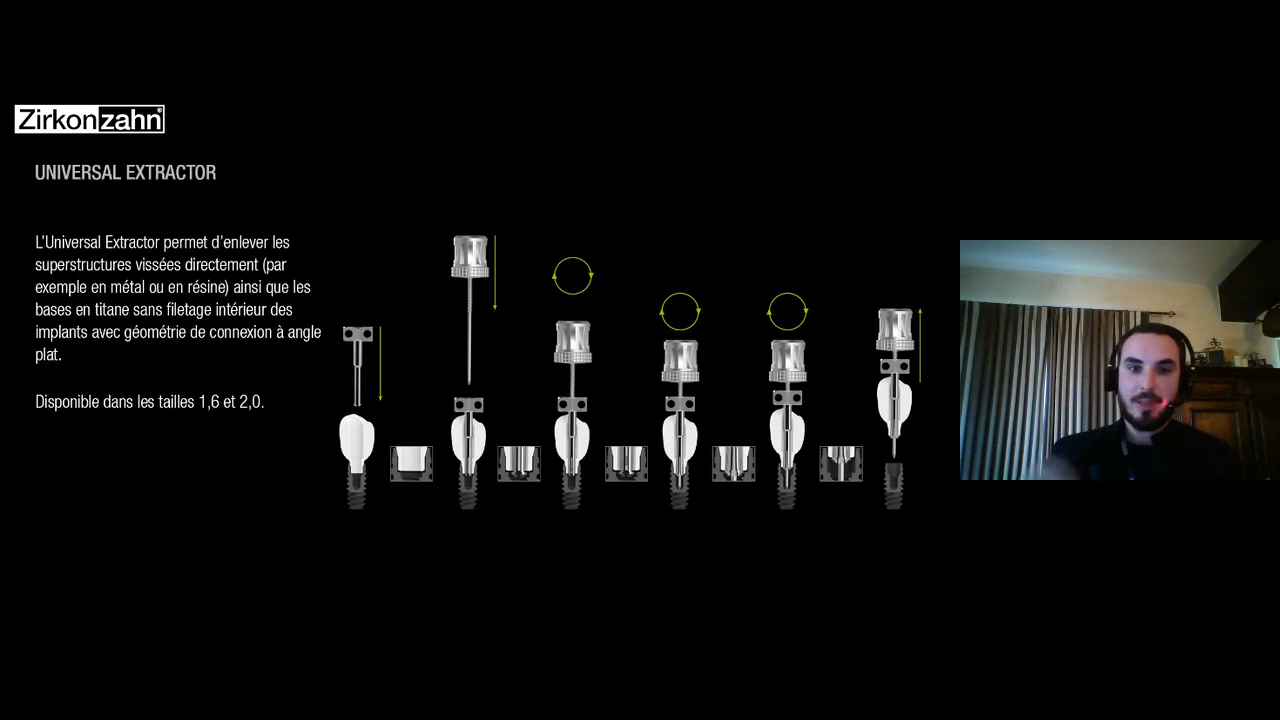 Zirkonzahn®
UNIVERSAL EXTRACTOR
L'Universal Extractor permet d'enlever les
superstructures vissées directement (par
exemple en métal ou en résine) ainsi que les
bases en titane sans filetage intérieur des
implants avec géométrie de connexion à angle
plat.
Disponible dans les tailles 1,6 et 2,0.